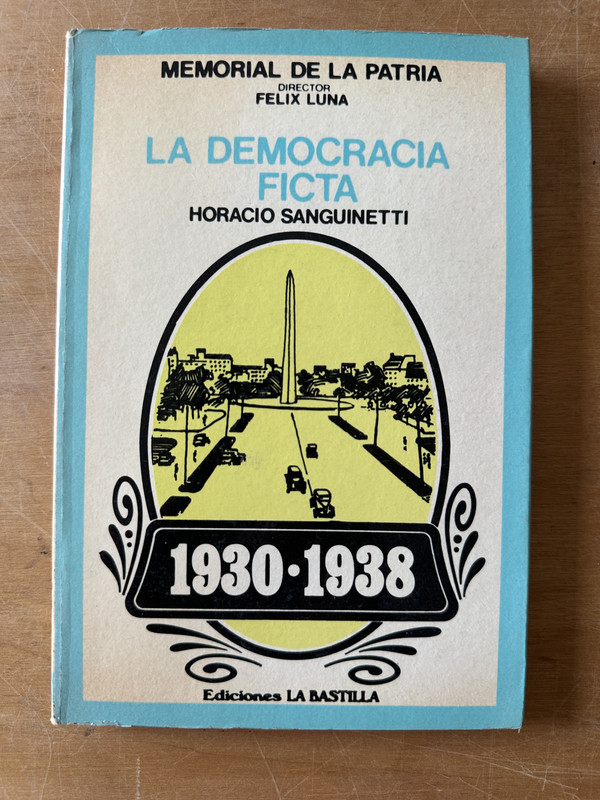 MEMORIAL DE LA PATRIA
DIRECTOR
FELIX LUNA
LA DEMOCRACIA
FICTA
HORACIO SANGUINETTI
1930·1938
Ediciones LA BASTILLA